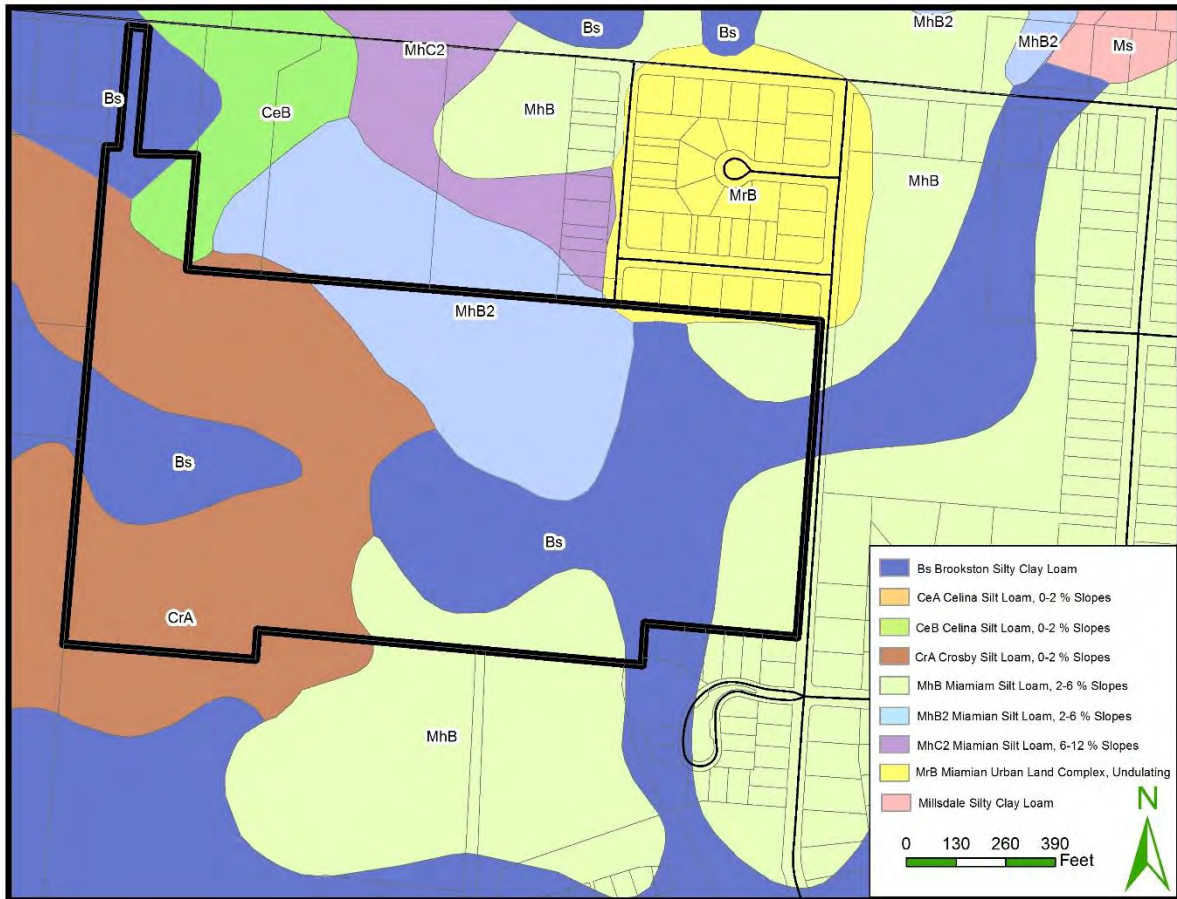 Bs
Bs
MhB2
MhB2
Ms
MhC2
Bs
CeB
MhB
MrB
MhB
MhB2
Bs
Bs
CrA
MhB
Bs Brookston Silty Clay Loam
CeA Celina Silt Loam, 0-2 % Slopes
CeB Celina Silt Loam, 0-2 % Slopes
CrA Crosby Silt Loam, 0-2 % Slopes
MhB Miamiam Silt Loam, 2-6 % Slopes
MhB2 Miamian Silt Loam, 2-6 % Slopes
MhC2 Miamian Silt Loam, 6-12 % Slopes
MrB Miamian Urban Land Complex, Undulating
Millsdale Silty Clay Loam
N
0 130 260 390
Feet